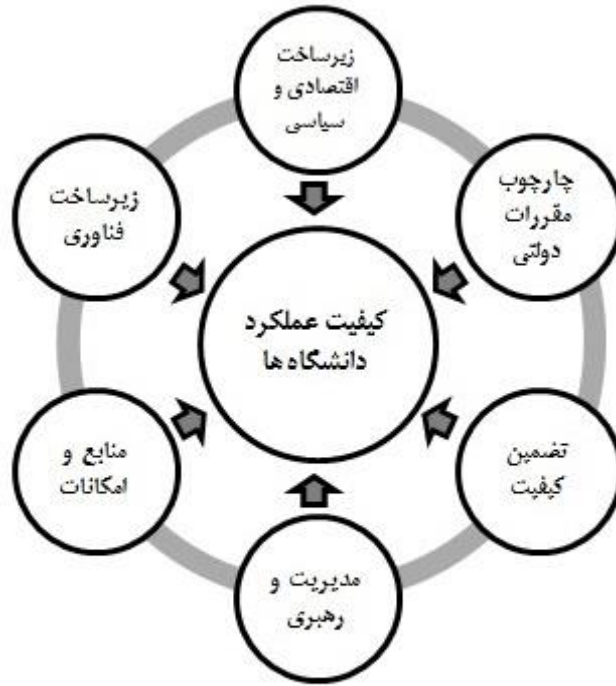 زیرساخت
اقتصادی و
سیاسی
چارچوب
مقررات
دولتی
زیرساخت
فناوری
کیفیت عملکرد
دانشگاه ها
تضمین
کیفیت
منابع و
امکانات
مدیریت و
رهبری